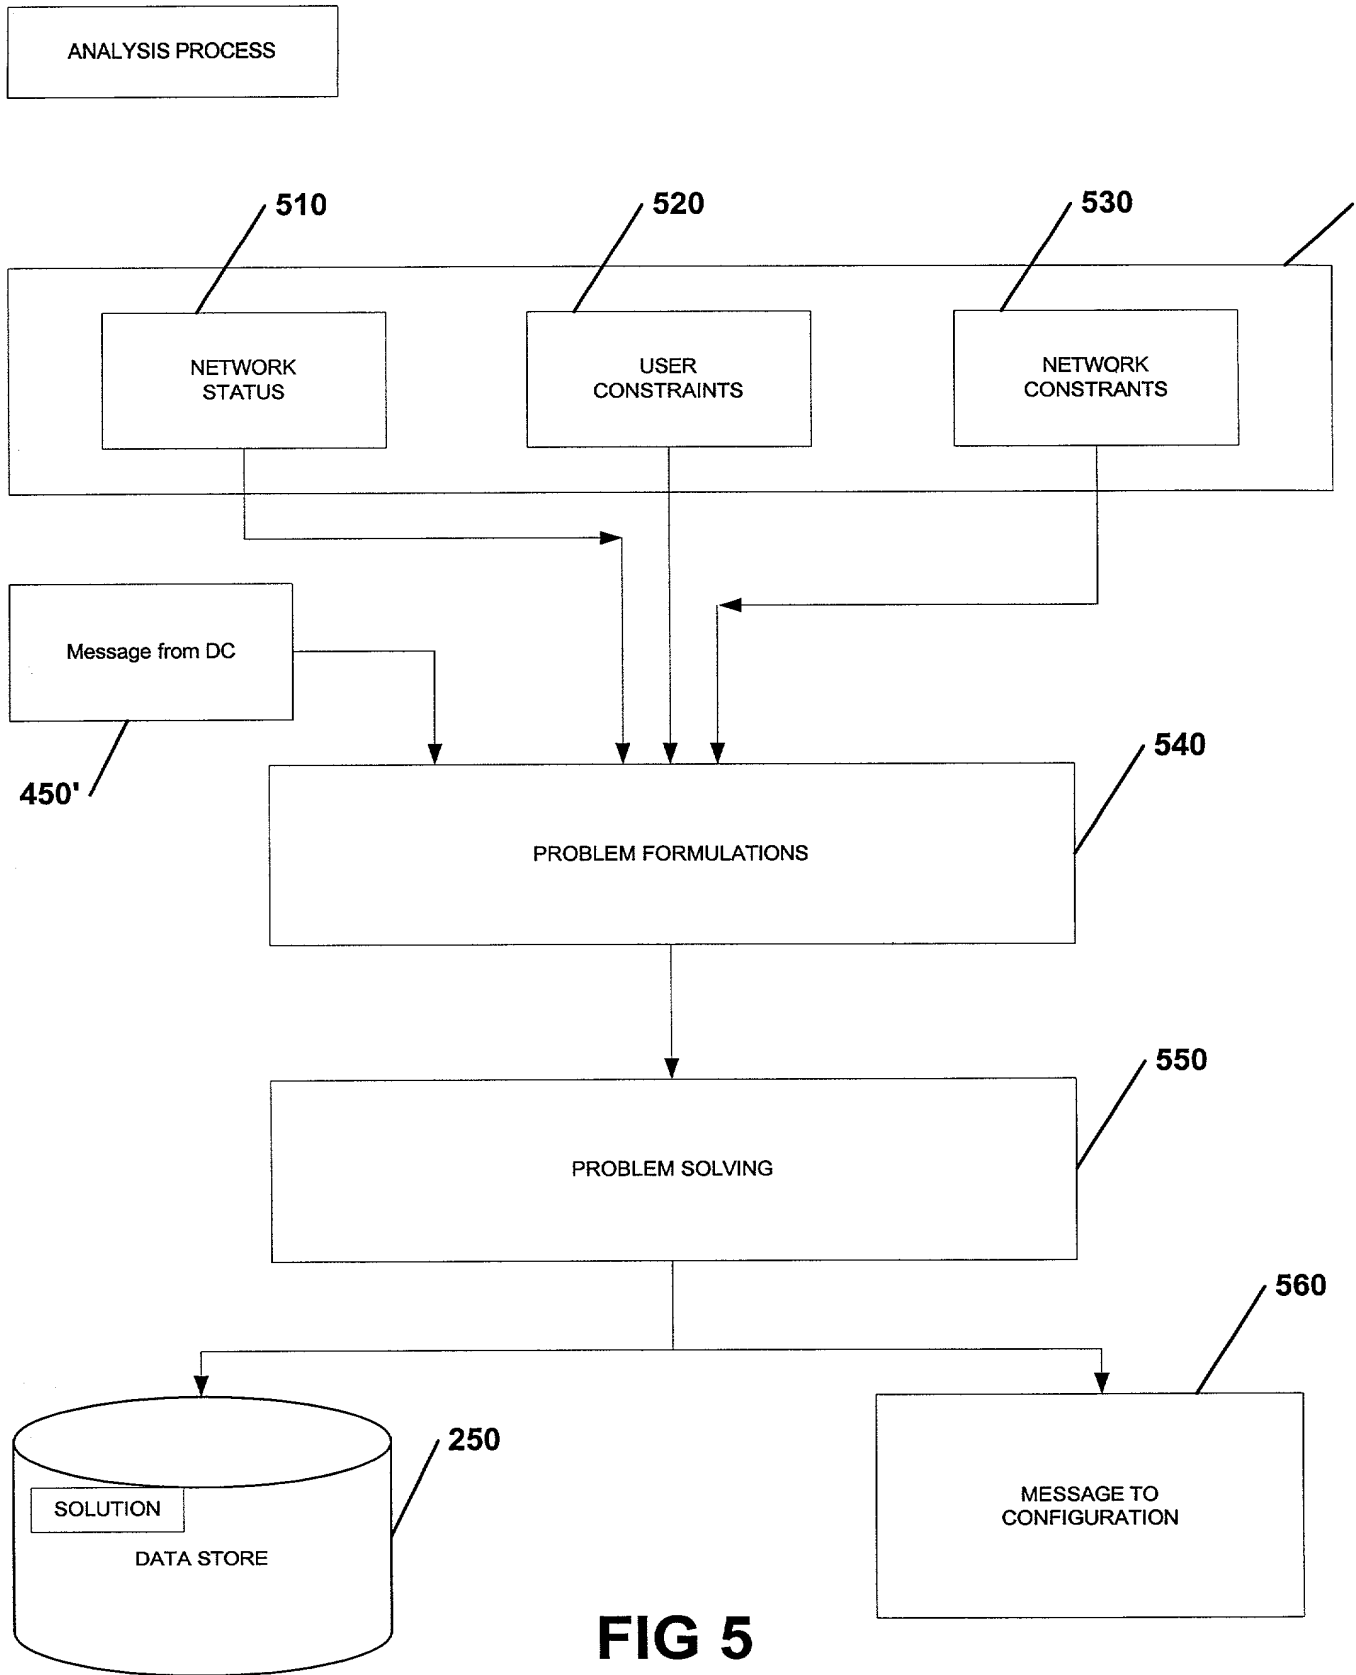 ANALYSIS PROCESS
510
520
530
NETWORK
STATUS
USER
CONSTRAINTS
NETWORK
CONSTRANTS
Message from DC
450'
540
PROBLEM FORMULATIONS
550
PROBLEM SOLVING
560
250
SOLUTION
DATA STORE
MESSAGE TO
CONFIGURATION
FIG 5